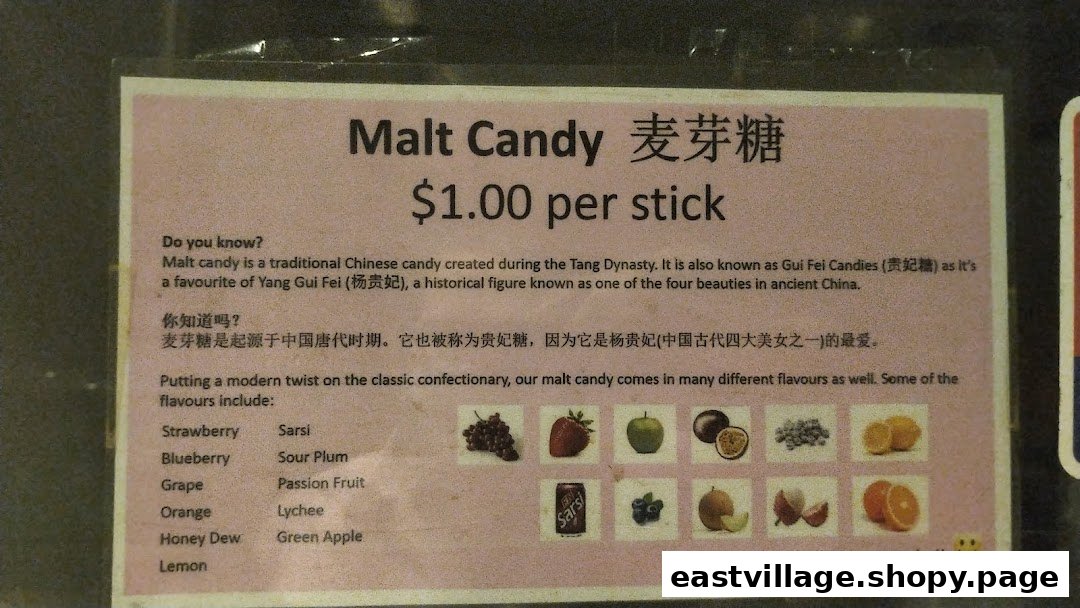 Malt Candy 麦芽糖
$1.00 per stick
Do you know?
Malt candy is a traditional Chinese candy created during the Tang Dynasty. It is also known as Gui Fei Candies (贵妃糖) as it's
a favourite of Yang Gui Fei (杨贵妃), a historical figure known as one of the four beauties in ancient China.
你知道吗?
麦芽糖是起源于中国唐代时期。它也被称为贵妃糖，因为它是杨贵妃(中国古代四大美女之一)的最爱。
Putting a modern twist on the classic confectionary, our malt candy comes in many different flavours as well. Some of the
flavours include:
Strawberry Sarsi
Blueberry Sour Plum
Grape Passion Fruit
Orange Lychee
Honey Dew Green Apple
Lemon
Sarsi
eastvillage.shopy.page